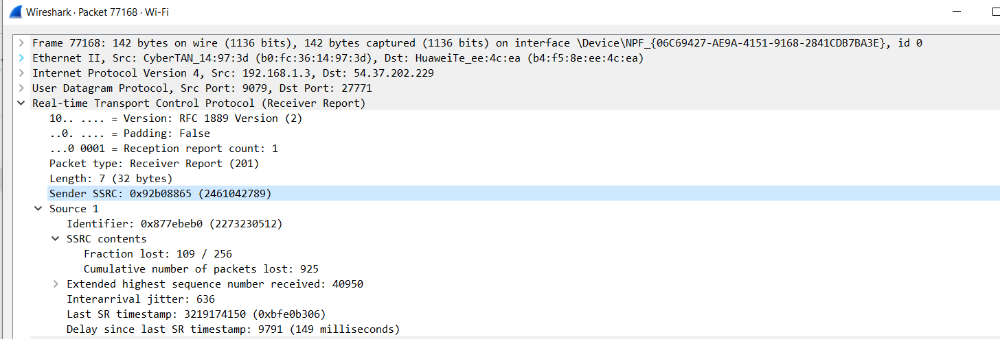 Wireshark · Packet 77168 · Wi-Fi
Frame 77168: 142 bytes on wire (1136 bits), 142 bytes captured (1136 bits) on interface \Device\NPF_{06C69427-AE9A-4151-9168-2841CDB7BA3E}, id 0
Ethernet II, Src: CyberTAN_14:97:3d (b0:fc:36:14:97:3d), Dst: HuaweiTe_ee:4c:ea (b4:f5:8e:ee:4c:ea)
Internet Protocol Version 4, Src: 192.168.1.3, Dst: 54.37.202.229
User Datagram Protocol, Src Port: 9079, Dst Port: 27771
Real-time Transport Control Protocol (Receiver Report)
10.. .... = Version: RFC 1889 Version (2)
..0. .... = Padding: False
...0 0001 = Reception report count: 1
Packet type: Receiver Report (201)
Length: 7 (32 bytes)
Sender SSRC: 0x92b08865 (2461042789)
Source 1
Identifier: 0x877ebeb0 (2273230512)
SSRC contents
Fraction lost: 109 / 256
Cumulative number of packets lost: 925
Extended highest sequence number received: 40950
Interarrival jitter: 636
Last SR timestamp: 3219174150 (0xbfe0b306)
Delay since last SR timestamp: 9791 (149 milliseconds)